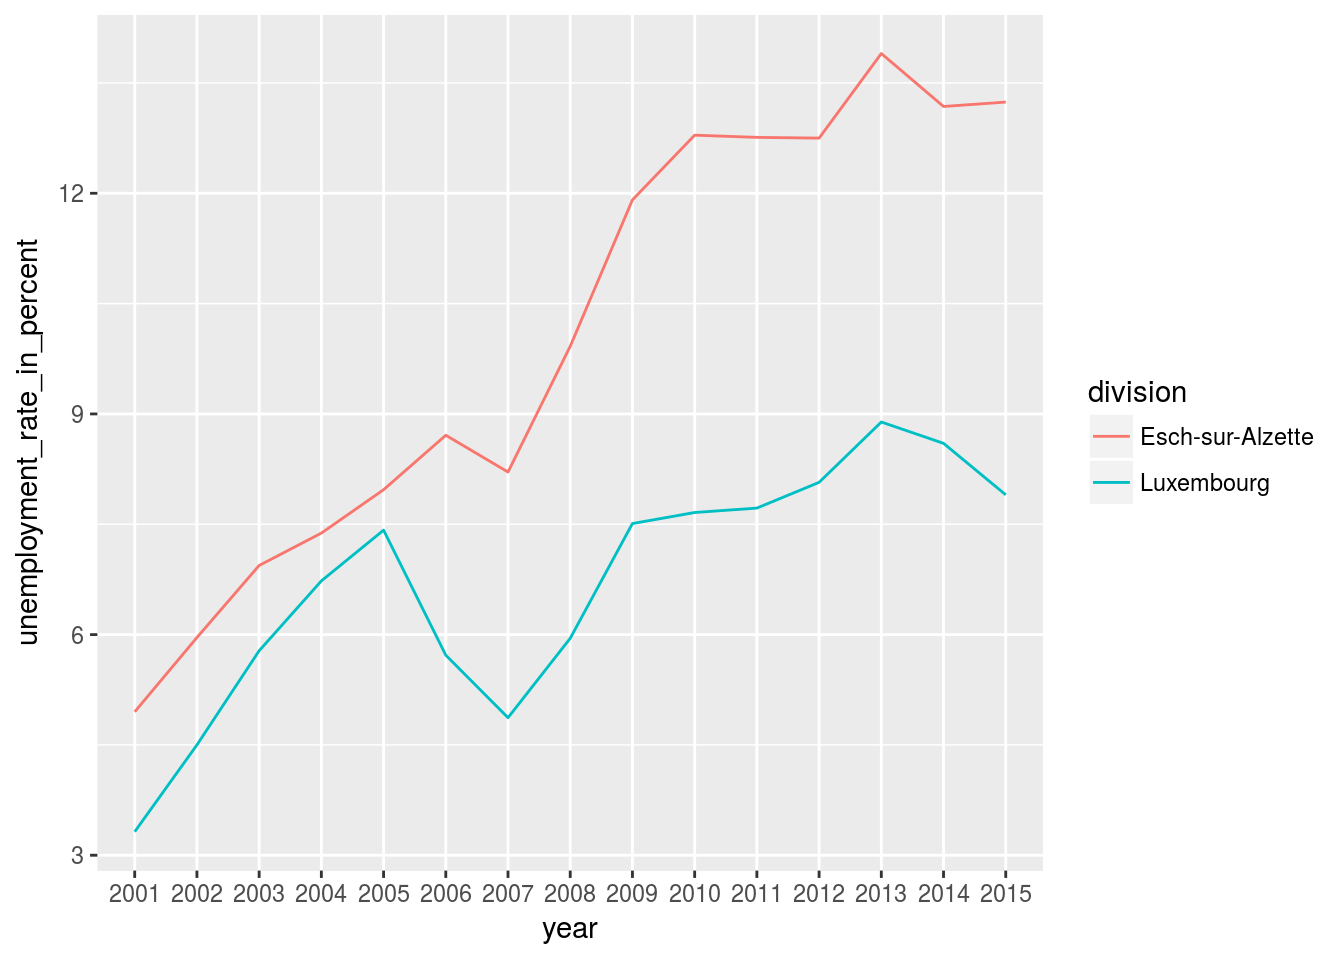 unemployment_rate_in_percent
12
9
6
3
2001 2002 2003 2004 2005 2006 2007 2008 2009 2010 2011 2012 2013 2014 2015
year
division
Esch-sur-Alzette
Luxembourg